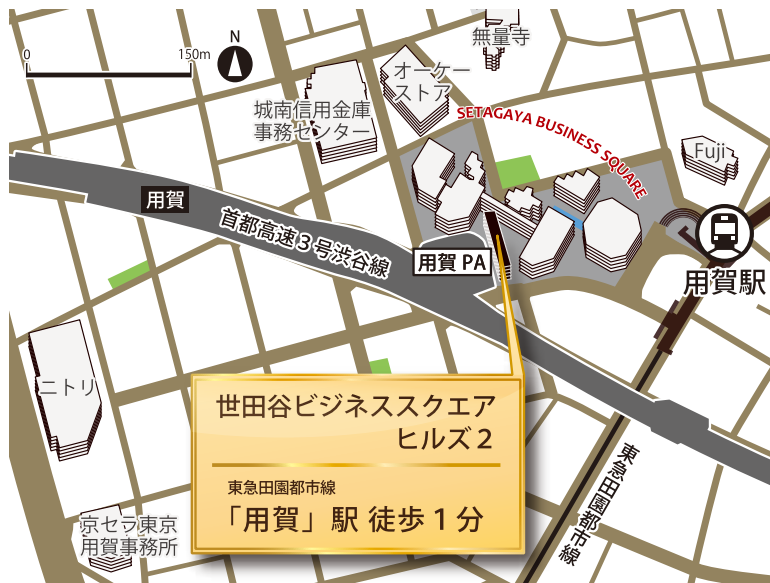 0
150m
N
無量寺
オーケー
ストア
城南信用金庫
事務センター
SETAGAYA BUSINESS SQUARE
Fuji
用賀
首都高速３号渋谷線
用賀 PA
用賀駅
ニトリ
世田谷ビジネススクエア
ヒルズ２
東急田園都市線
「用賀」駅 徒歩１分
東急田園都市線
京セラ東京
用賀事務所